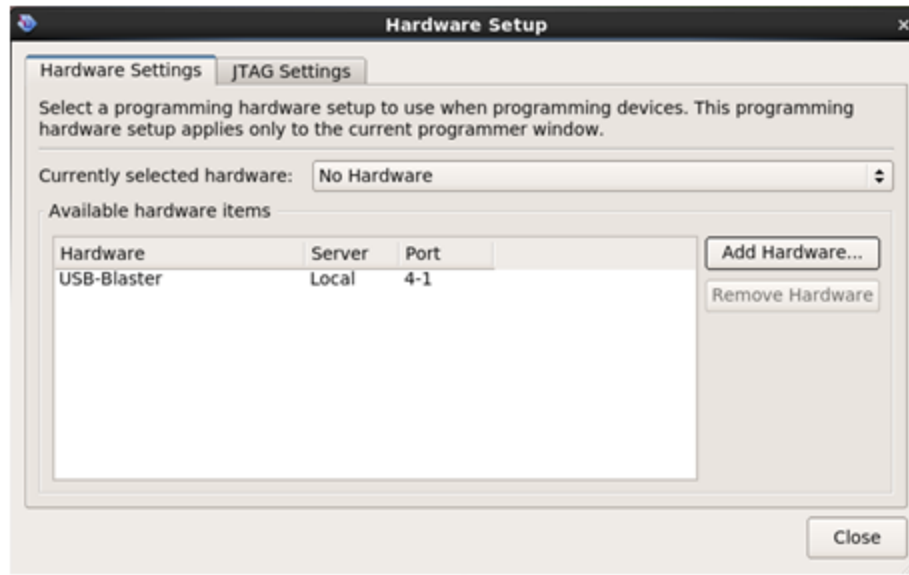 Hardware Setup
Hardware Settings
JTAG Settings
Select a programming hardware setup to use when programming devices. This programming
hardware setup applies only to the current programmer window.
Currently selected hardware: No Hardware
Available hardware items
Hardware Server Port
USB-Blaster Local 4-1
Add Hardware...
Remove Hardware
Close